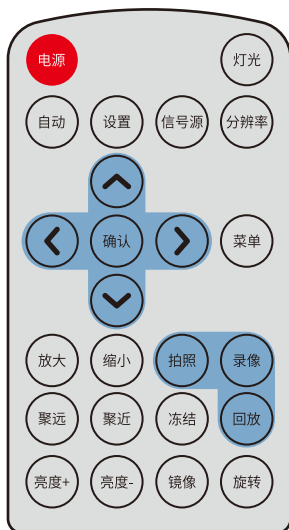 电源 灯光
自动 设置 信号源 分辨率
确认 菜单
放大 缩小 拍照 录像
聚远 聚近 冻结 回放
亮度+ 亮度- 镜像 旋转